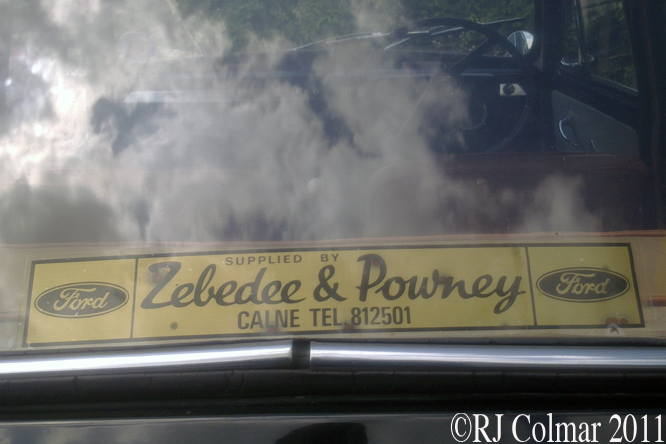 SUPPLIED BY
Ford Zebedee & Powney Ford
CALNE TEL. 812501
©RJ Colmar 2011